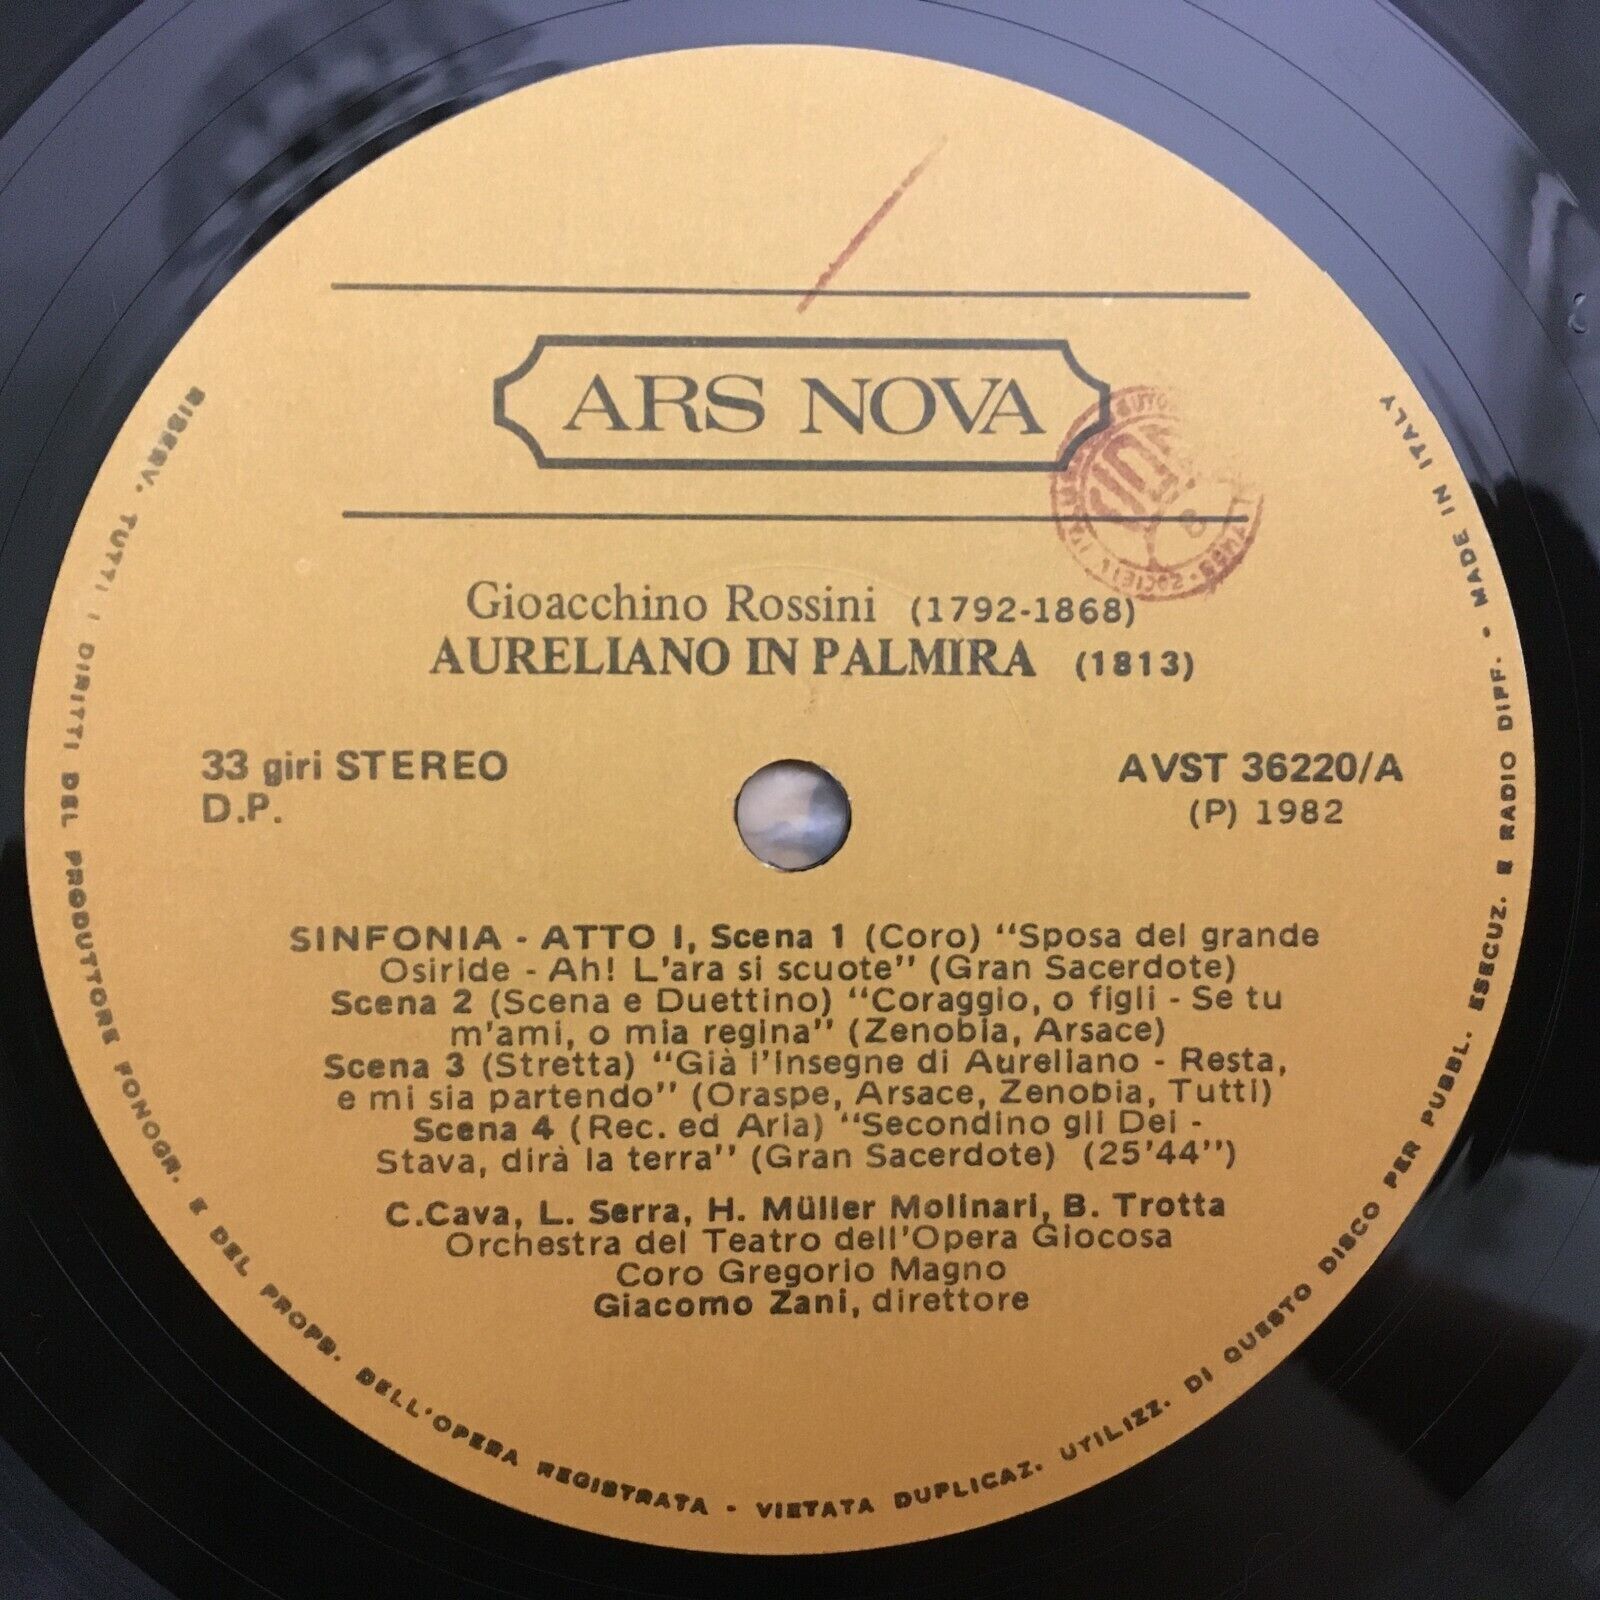 ARS NOVA
Gioacchino Rossini (1792-1868)
AURELIANO IN PALMIRA (1813)
33 giri STEREO
D.P.
AVST 36220/A
(P) 1982
SINFONIA - ATTO I, Scena 1 (Coro) "Sposa del grande
Osiride - Ah! L'ara si scuote" (Gran Sacerdote)
Scena 2 (Scena e Duettino) "Coraggio, o figli - Se tu
m'ami, o mia regina" (Zenobia, Arsace)
Scena 3 (Stretta) "Già l'insegne di Aureliano - Resta,
e mi sia partendo" (Oraspe, Arsace, Zenobia, Tutti)
Scena 4 (Rec. ed Aria) "Secondino gli Dei -
Stava, dirà la terra" (Gran Sacerdote) (25'44")
C.Cava, L. Serra, H. Müller Molinari, B. Trotta
Orchestra del Teatro dell'Opera Giocosa
Coro Gregorio Magno
Giacomo Zani, direttore
RISERV. TUTTI I DIRITTI DEL PRODUTTORE FONOGR. E DEL PROPR. DELL'OPERA REGISTRATA - VIETATA DUPLICAZ. UTILIZZ. DI QUESTO DISCO PER PUBBL. ESECUZ. E RADIO DIFF. - MADE IN ITALY